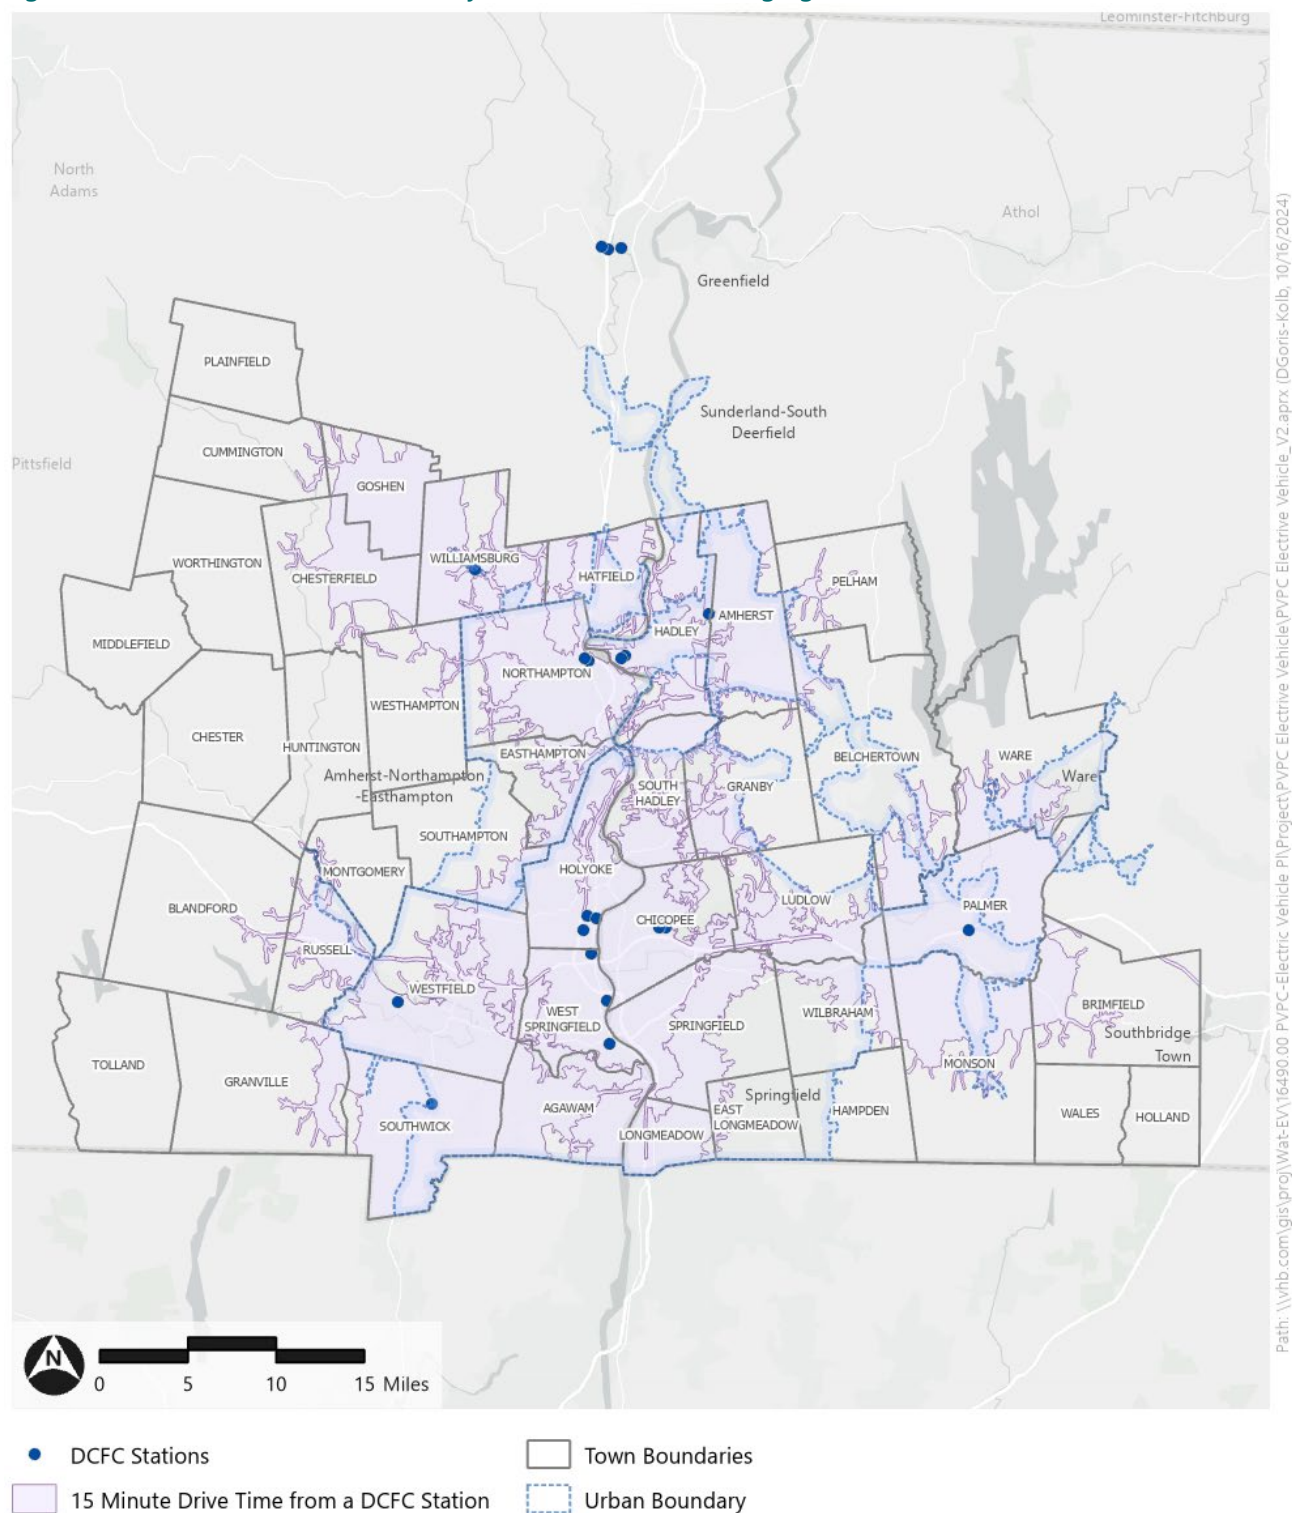 Leominster-Fitchburg
North
Adams
Athol
Greenfield
PLAINFIELD
Sunderland-South
Deerfield
CUMMINGTON
Pittsfield
GOSHEN
WORTHINGTON
WILLIAMSBURG
CHESTERFIELD
HATFIELD
PELHAM
AMHERST
HADLEY
MIDDLEFIELD
NORTHAMPTON
WESTHAMPTON
CHESTER
HUNTINGTON
EASTHAMPTON
BELCHERTOWN
WARE
Amherst-Northampton
-Easthampton
Ware
SOUTH
HADLEY
GRANBY
SOUTHAMPTON
MONTGOMERY
HOLYOKE
LUDLOW
BLANDFORD
CHICOPEE
PALMER
RUSSELL
WESTFIELD
WEST
SPRINGFIELD
SPRINGFIELD
WILBRAHAM
BRIMFIELD
Southbridge
Town
TOLLAND
GRANVILLE
MONSON
Springfield
AGAWAM
EAST
LONGMEADOW
HAMPDEN
WALES
HOLLAND
SOUTHWICK
LONGMEADOW
Path: \\vhb.com\gis\proj\Wat-EV\16490.00 PVPC-Electric Vehicle Pl\Project\PVPC Electrive Vehicle\PVPC Electrive Vehicle_V2.aprx (DGoris-Kolb, 10/16/2024)
N
0 5 10 15 Miles
DCFC Stations
Town Boundaries
15 Minute Drive Time from a DCFC Station
Urban Boundary